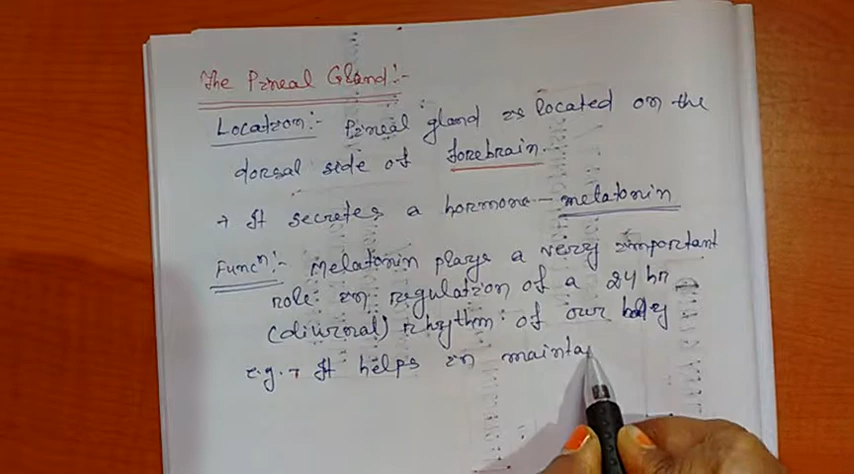 The Pineal Gland:-
Location:- Pineal gland is located on the
dorsal side of forebrain.
→ It secretes a hormone - melatonin
Funcⁿ:- Melatonin plays a very important
role in regulation of a 24 hr
(diurnal) rhythm of our body
e.g. → It helps in mainta